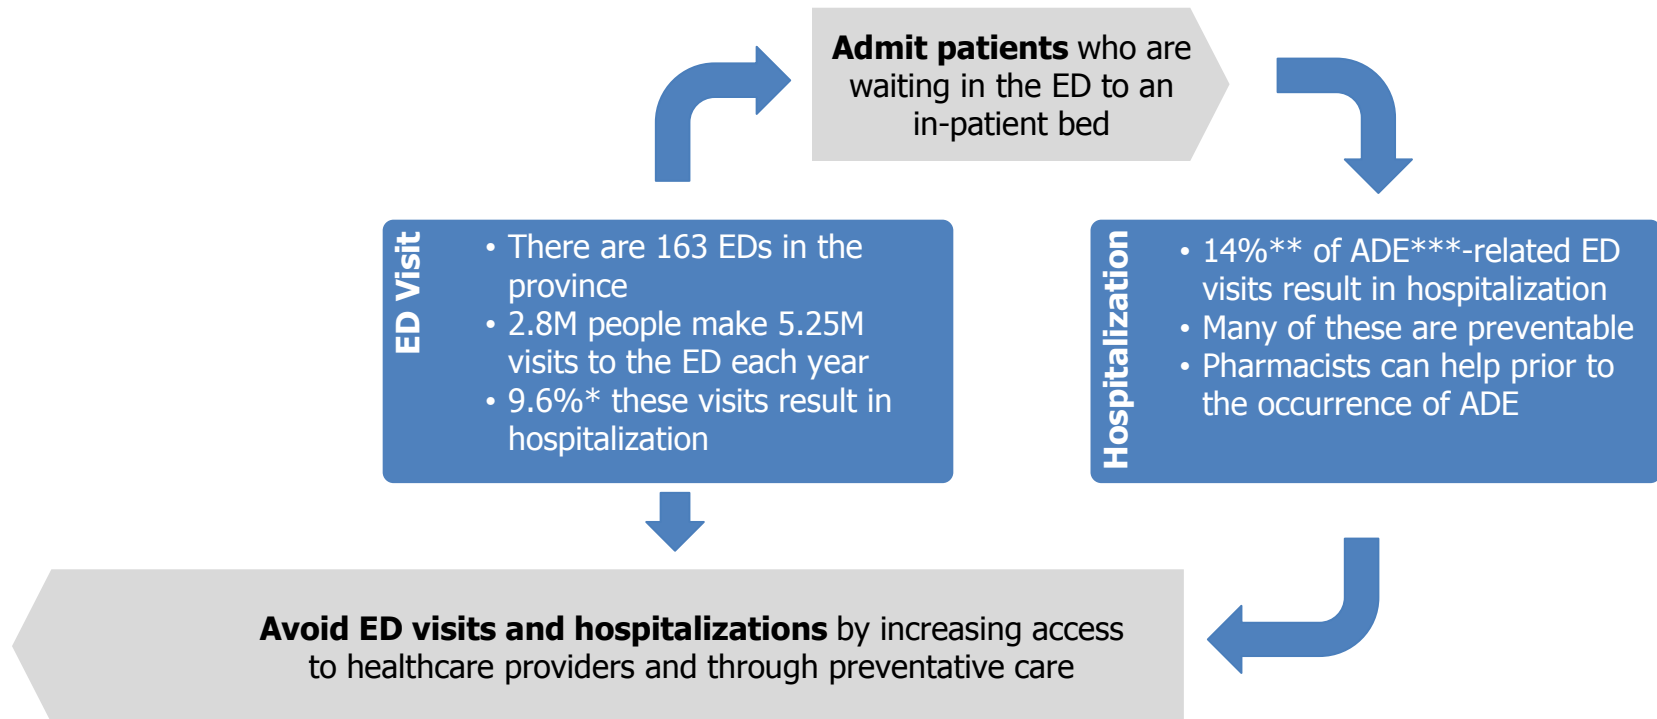 Admit patients who are
waiting in the ED to an
in-patient bed
ED Visit
• There are 163 EDs in the
province
• 2.8M people make 5.25M
visits to the ED each year
• 9.6%* these visits result in
hospitalization
Hospitalization
• 14%** of ADE***-related ED
visits result in hospitalization
• Many of these are preventable
• Pharmacists can help prior to
the occurrence of ADE
Avoid ED visits and hospitalizations by increasing access
to healthcare providers and through preventative care